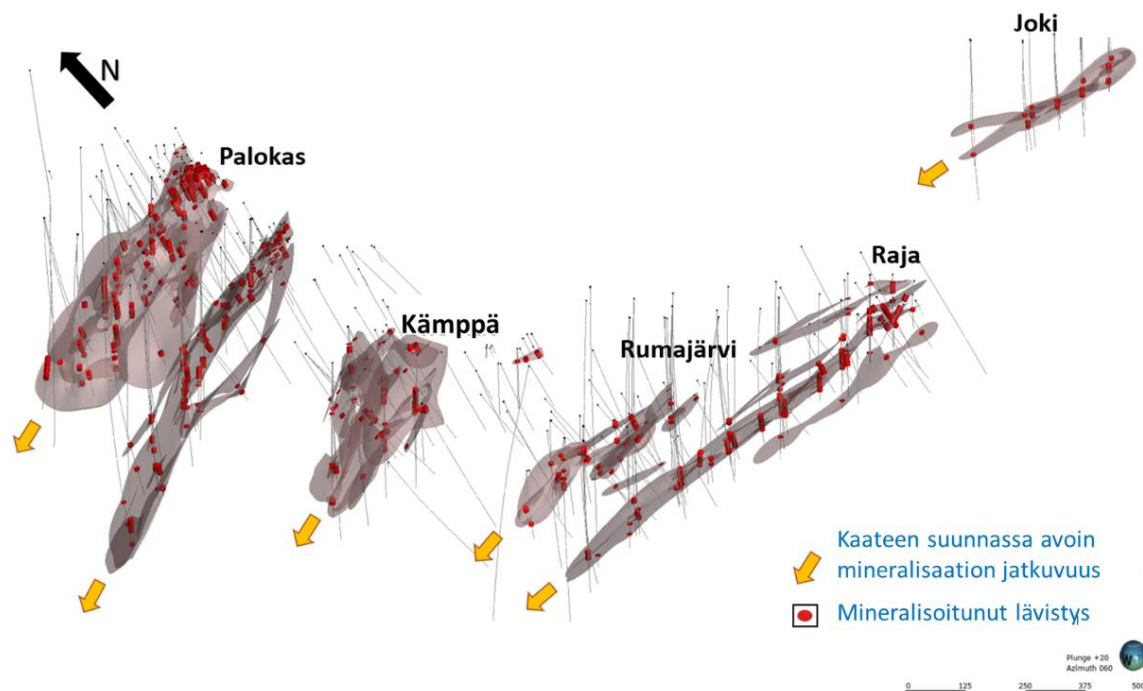 Joki
N
Palokas
Raja
Kämppä
Rumajärvi
Kaateen suunnassa avoin
mineralisaation jatkuvuus
Mineralisoitunut lävistys
Plunge +20
Azimuth 060
W
0 125 250 375 500